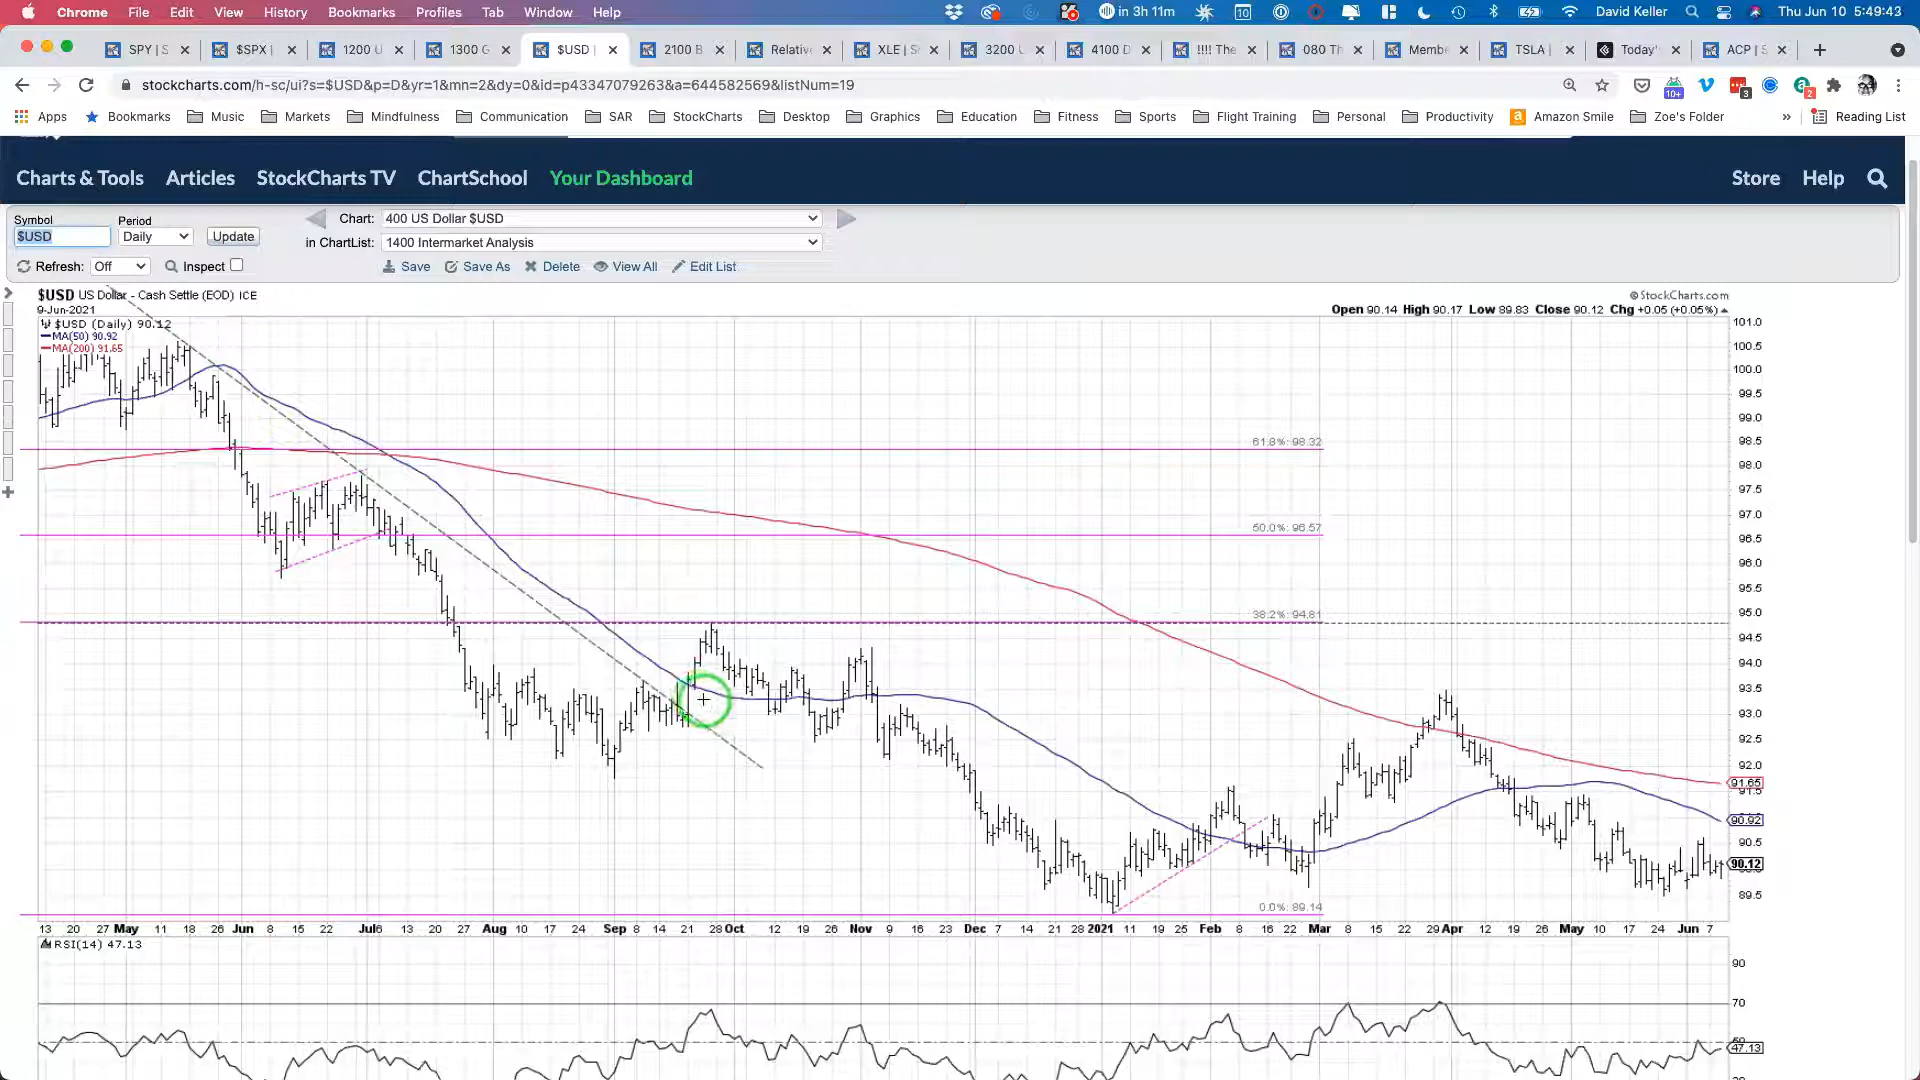 Chrome File Edit View History Bookmarks Profiles Tab Window Help in 3h 11m 10 David Keller Thu Jun 10 5:49:43
SPY | S $SPX | 1200 U 1300 G $USD | 2100 B Relativ XLE | S 3200 U 4100 D !!!! The 080 Th Memb TSLA | Today' ACP | S
stockcharts.com/h-sc/ui?s=$USD&p=D&yr=1&mn=2&dy=0&id=p43347079263&a=644582569&listNum=19 10+ 3 2
Apps Bookmarks Music Markets Mindfulness Communication SAR StockCharts Desktop Graphics Education Fitness Sports Flight Training Personal Productivity Amazon Smile Zoe's Folder » Reading List
Charts & Tools Articles StockCharts TV ChartSchool Your Dashboard Store Help
Symbol Period Chart: 400 US Dollar $USD
$USD Daily Update in ChartList: 1400 Intermarket Analysis
Refresh: Off Inspect Save Save As Delete View All Edit List
$USD US Dollar - Cash Settle (EOD) ICE ©StockCharts.com
9-Jun-2021 Open 90.14 High 90.17 Low 89.83 Close 90.12 Chg +0.05 (+0.05%)
$USD (Daily) 90.12
MA(50) 90.92
MA(200) 91.65
101.0
100.5
100.0
99.5
99.0
98.5
61.8%: 98.32
98.0
97.5
97.0
96.5
50.0%: 96.57
96.0
95.5
95.0
38.2%: 94.81
94.5
94.0
93.5
93.0
92.5
92.0
91.65
91.5
90.92
90.5
90.12
89.5
0.0%: 89.14
13 20 27 May 11 18 26 Jun 8 15 22 Jul 6 13 20 27 Aug 10 17 24 Sep 8 14 21 28 Oct 12 19 26 Nov 9 16 23 Dec 7 14 21 28 2021 11 19 25 Feb 8 16 22 Mar 8 15 22 29 Apr 12 19 26 May 10 17 24 Jun 7
RSI(14) 47.13
90
70
47.13